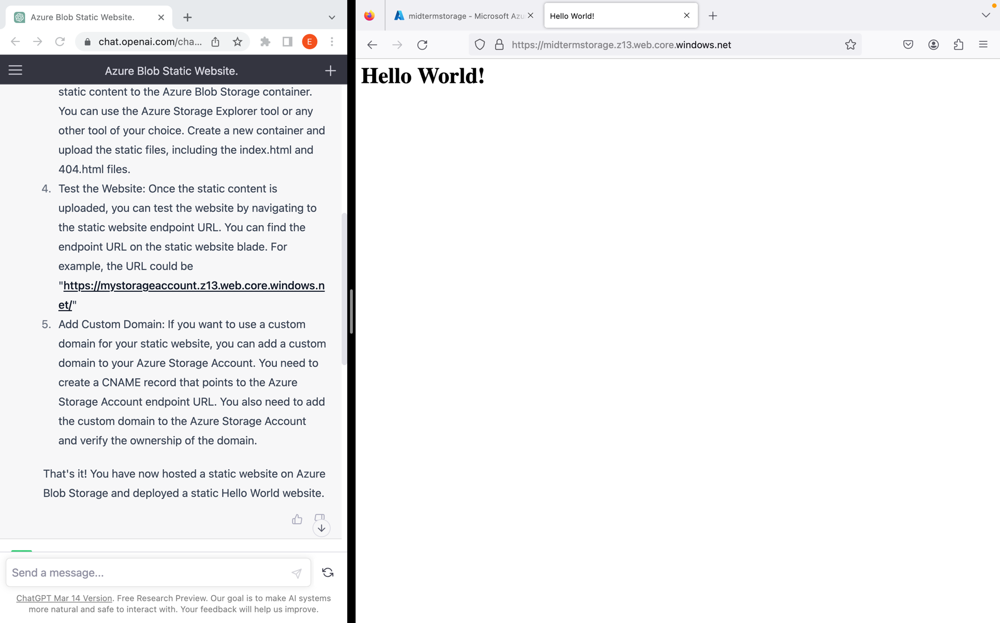 Azure Blob Static Website.
chat.openai.com/cha...
E
Azure Blob Static Website.
static content to the Azure Blob Storage container.
You can use the Azure Storage Explorer tool or any
other tool of your choice. Create a new container and
upload the static files, including the index.html and
404.html files.
4. Test the Website: Once the static content is
uploaded, you can test the website by navigating to
the static website endpoint URL. You can find the
endpoint URL on the static website blade. For
example, the URL could be
"https://mystorageaccount.z13.web.core.windows.n
et/"
5. Add Custom Domain: If you want to use a custom
domain for your static website, you can add a custom
domain to your Azure Storage Account. You need to
create a CNAME record that points to the Azure
Storage Account endpoint URL. You also need to add
the custom domain to the Azure Storage Account
and verify the ownership of the domain.
That's it! You have now hosted a static website on Azure
Blob Storage and deployed a static Hello World website.
Send a message...
ChatGPT Mar 14 Version. Free Research Preview. Our goal is to make AI systems
more natural and safe to interact with. Your feedback will help us improve.
midtermstorage - Microsoft Azu
Hello World!
https://midtermstorage.z13.web.core.windows.net
Hello World!